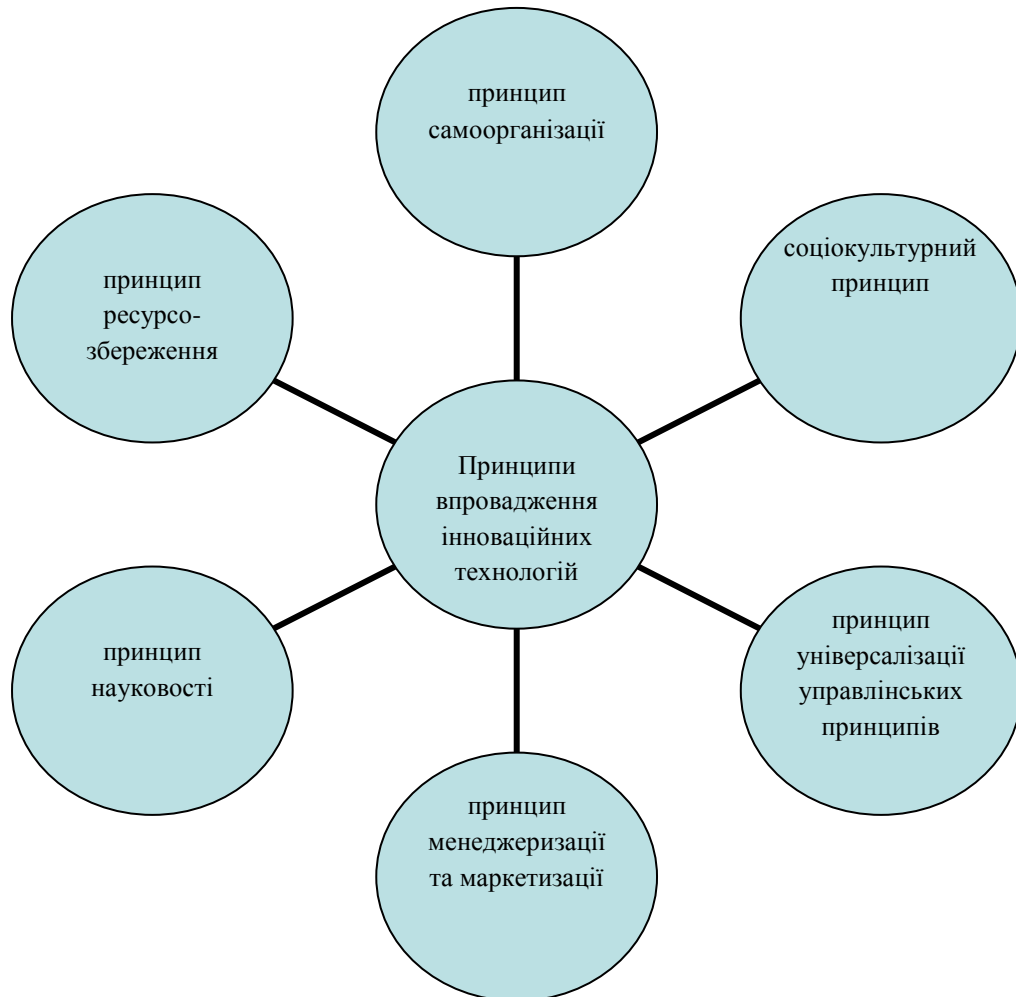 принцип
самоорганізації
соціокультурний
принцип
принцип
ресурсо-
збереження
Принципи
впровадження
інноваційних
технологій
принцип
універсалізації
управлінських
принципів
принцип
науковості
принцип
менеджеризації
та маркетизації